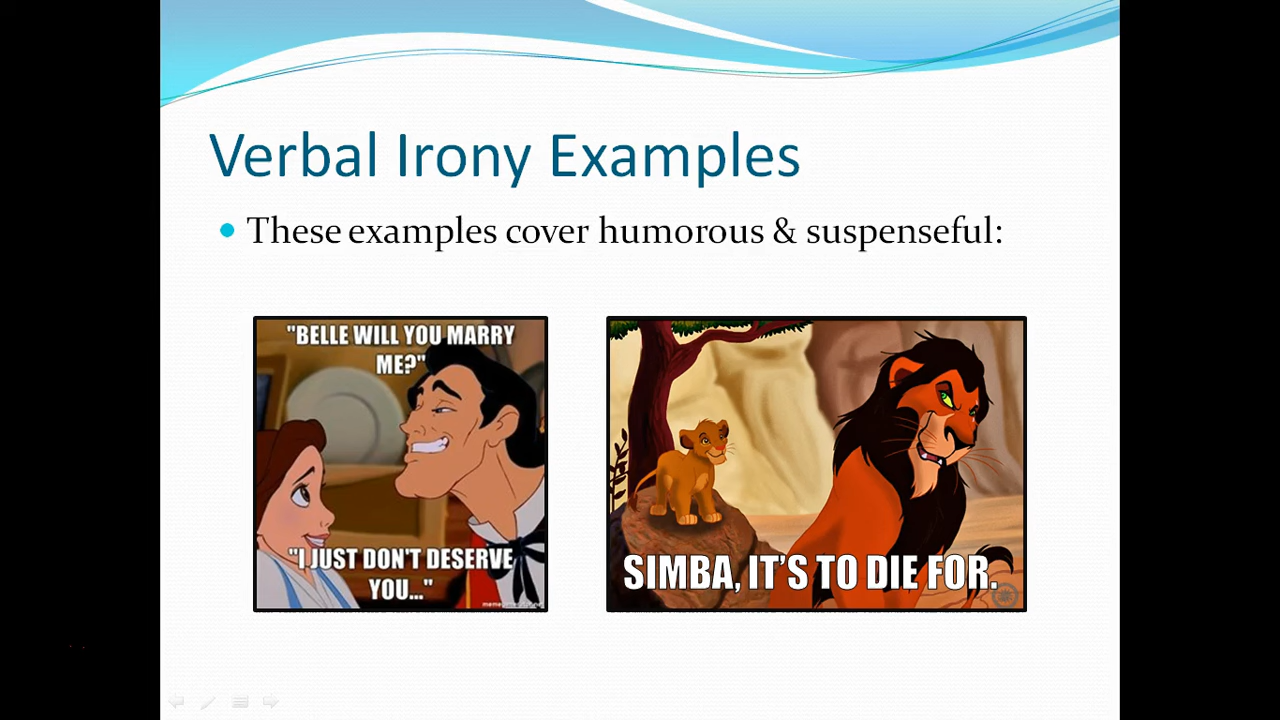 Verbal Irony Examples
These examples cover humorous & suspenseful:
"BELLE WILL YOU MARRY
ME?"
"I JUST DON'T DESERVE
YOU..."
SIMBA, IT'S TO DIE FOR.